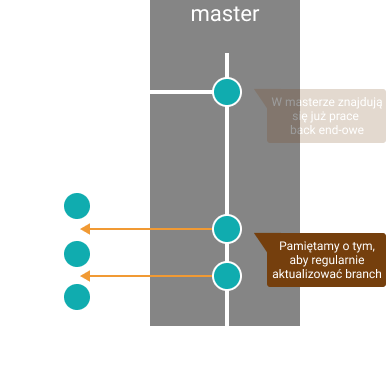 master
W masterze znajdują
się już prace
back end-owe
Pamiętamy o tym,
aby regularnie
aktualizować branch